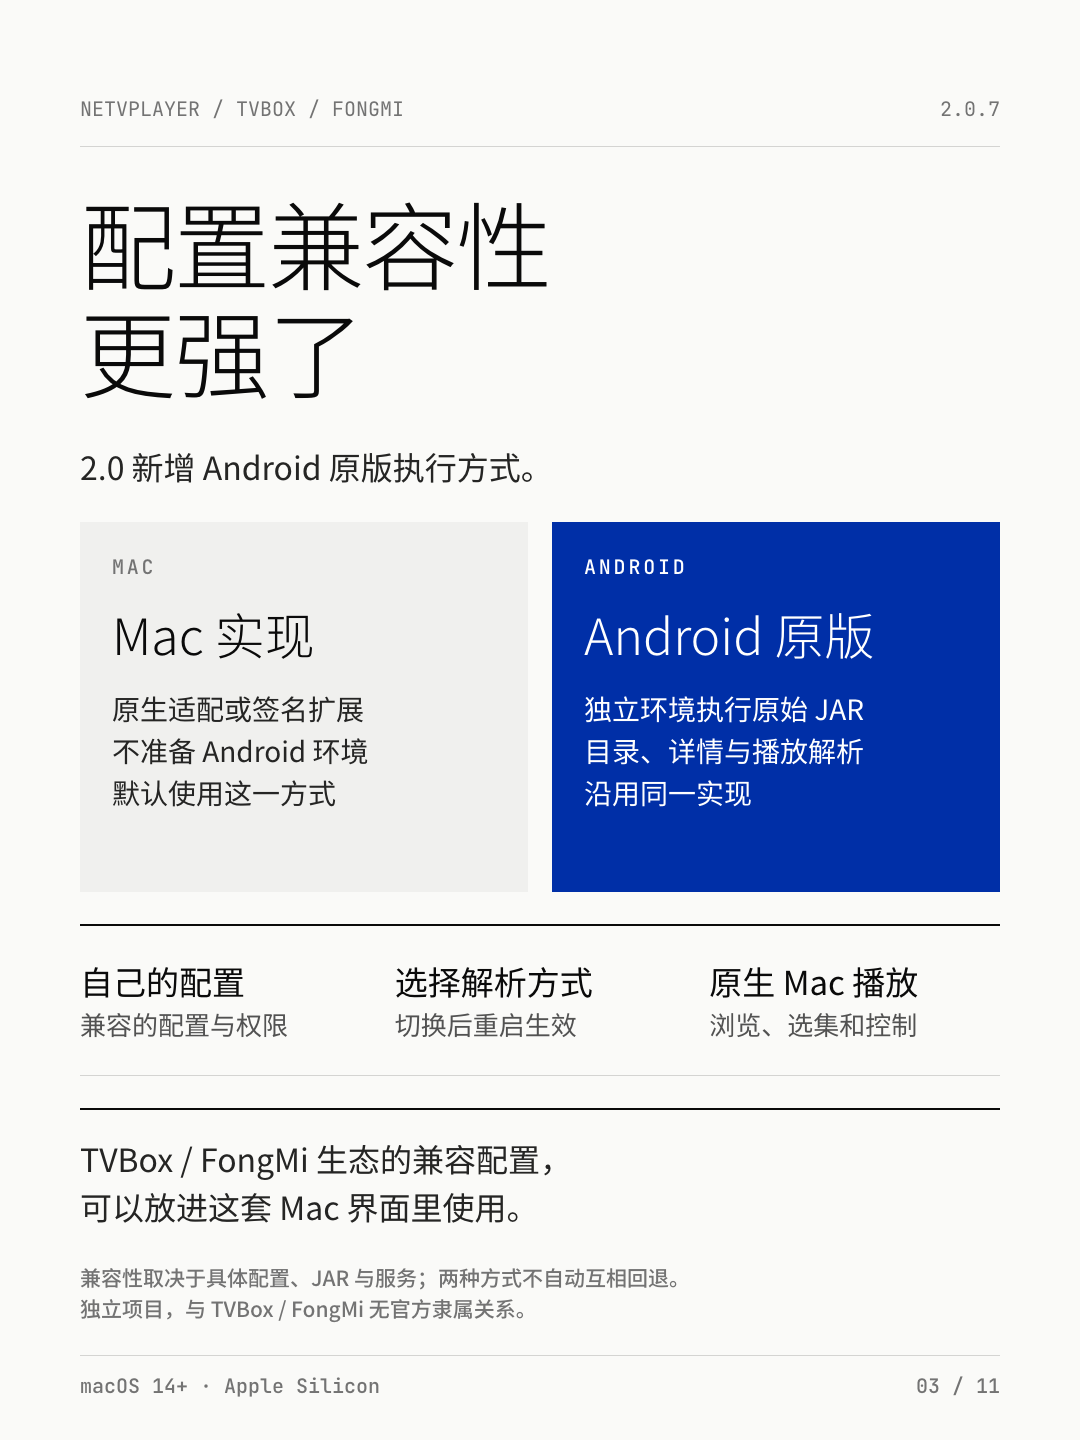 NETVPLAYER / TVBOX / FONGMI
2.0.7
配置兼容性
更强了
2.0 新增 Android 原版执行方式。
MAC
Mac 实现
原生适配或签名扩展
不准备 Android 环境
默认使用这一方式
ANDROID
Android 原版
独立环境执行原始 JAR
目录、详情与播放解析
沿用同一实现
自己的配置
兼容的配置与权限
选择解析方式
切换后重启生效
原生 Mac 播放
浏览、选集和控制
TVBox / FongMi 生态的兼容配置，
可以放进这套 Mac 界面里使用。
兼容性取决于具体配置、JAR 与服务；两种方式不自动互相回退。
独立项目，与 TVBox / FongMi 无官方隶属关系。
macOS 14+ · Apple Silicon
03 / 11